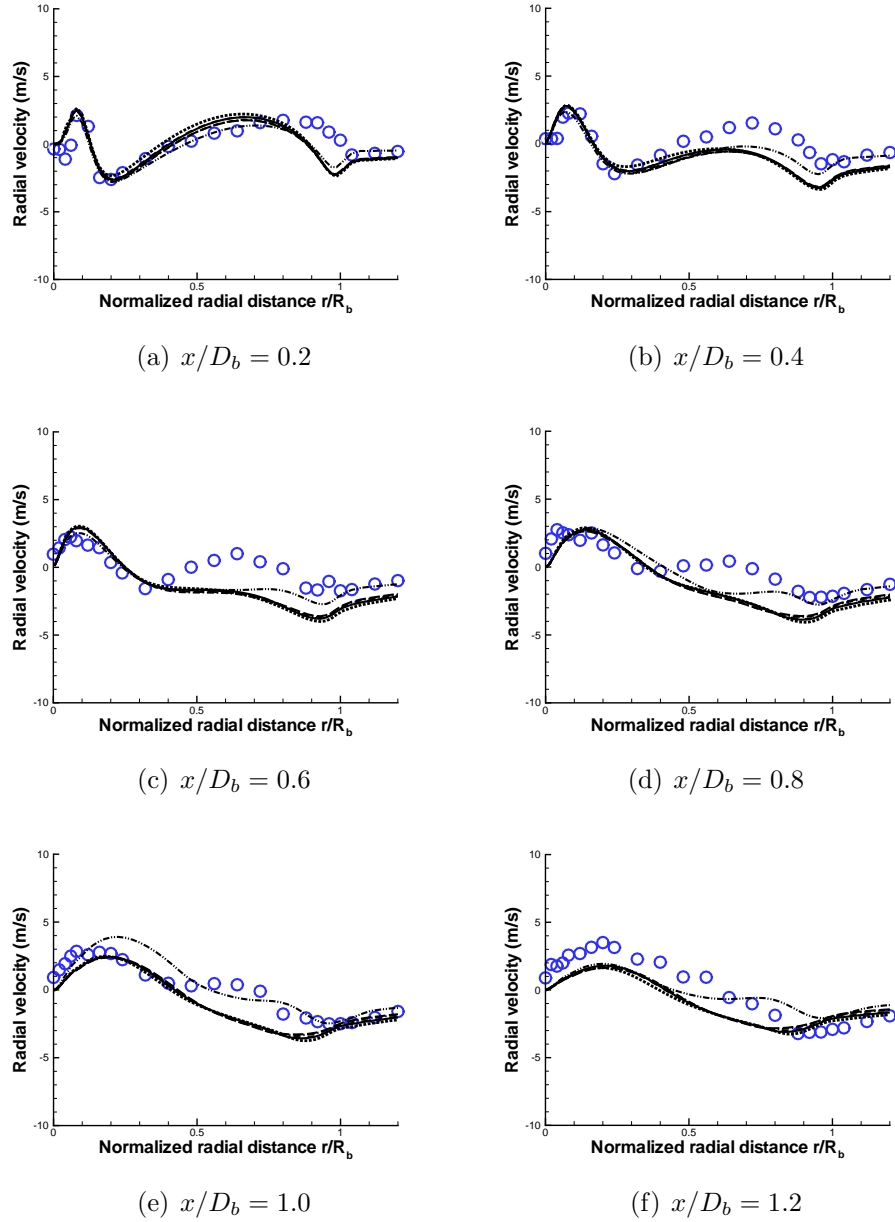 10
5
0
-5
-10
Radial velocity (m/s)
0 0.5 1
Normalized radial distance r/R_b
(a) x/D_b = 0.2
10
5
0
-5
-10
Radial velocity (m/s)
0 0.5 1
Normalized radial distance r/R_b
(b) x/D_b = 0.4
10
5
0
-5
-10
Radial velocity (m/s)
0 0.5 1
Normalized radial distance r/R_b
(c) x/D_b = 0.6
10
5
0
-5
-10
Radial velocity (m/s)
0 0.5 1
Normalized radial distance r/R_b
(d) x/D_b = 0.8
10
5
0
-5
-10
Radial velocity (m/s)
0 0.5 1
Normalized radial distance r/R_b
(e) x/D_b = 1.0
10
5
0
-5
-10
Radial velocity (m/s)
0 0.5 1
Normalized radial distance r/R_b
(f) x/D_b = 1.2